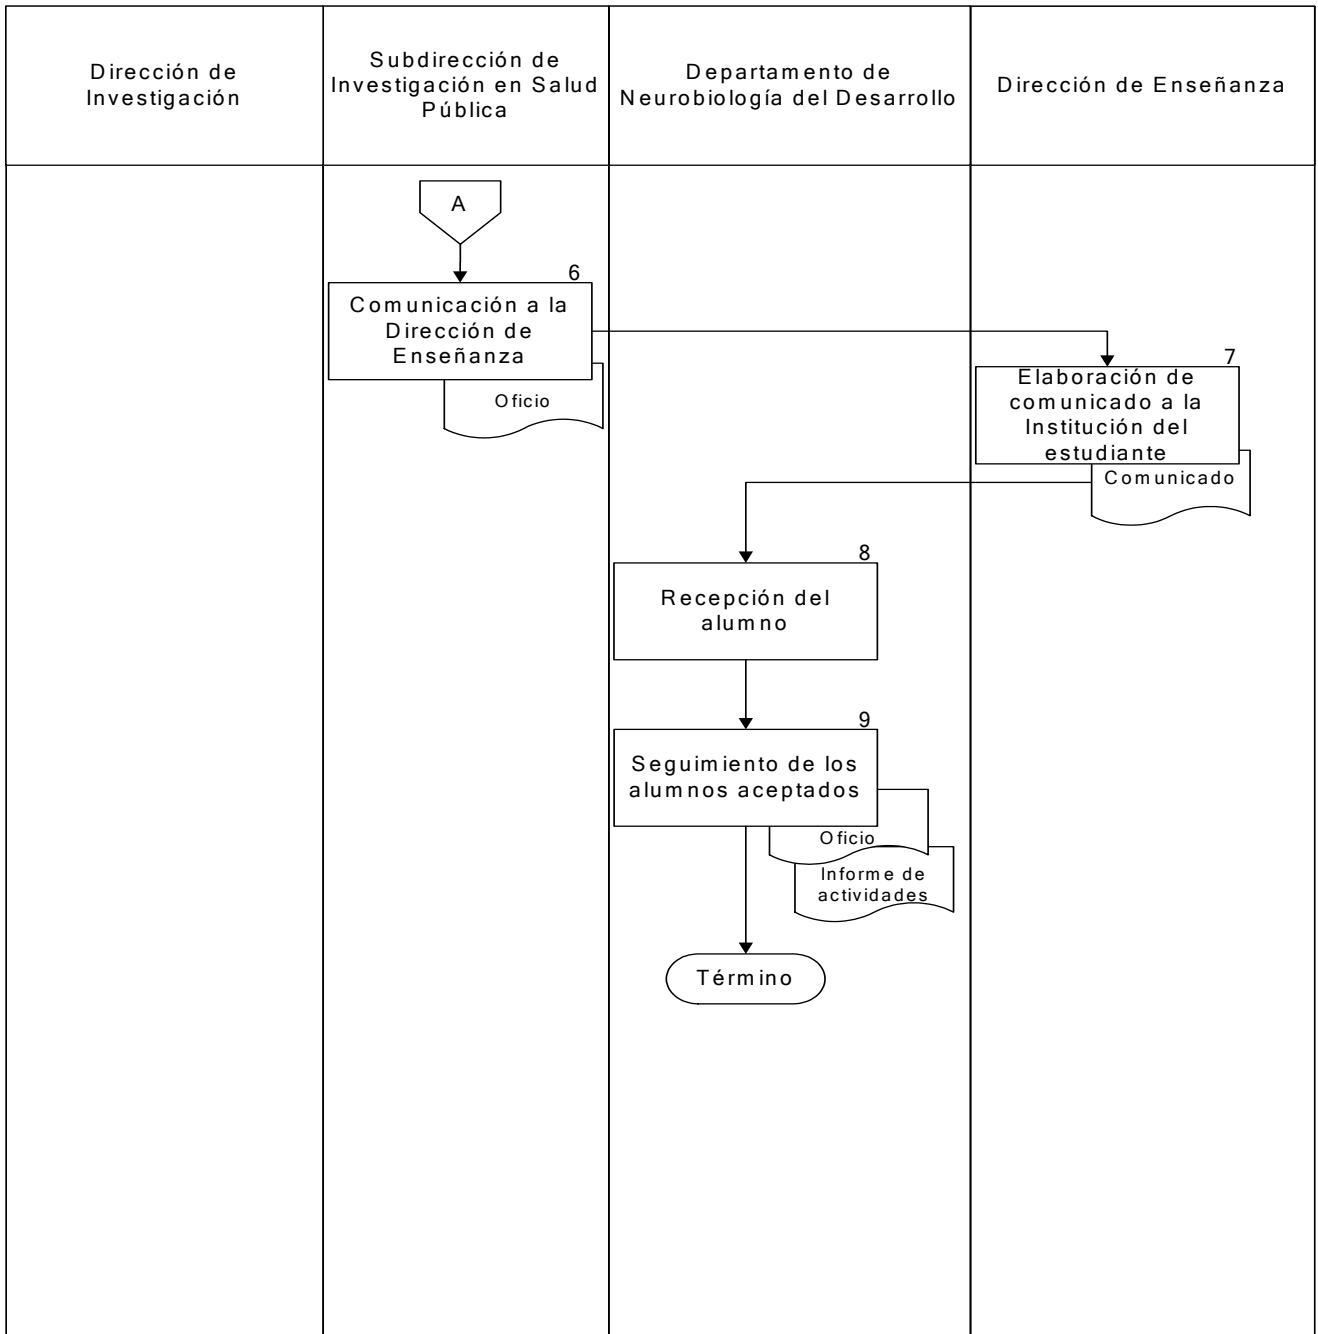 Dirección de
Investigación
Subdirección de
Investigación en Salud
Pública
Departamento de
Neurobiología del Desarrollo
Dirección de Enseñanza
A
6
Comunicación a la
Dirección de
Enseñanza
Oficio
7
Elaboración de
comunicado a la
Institución del
estudiante
Comunicado
8
Recepción del
alumno
9
Seguimiento de los
alumnos aceptados
Oficio
Informe de
actividades
Término